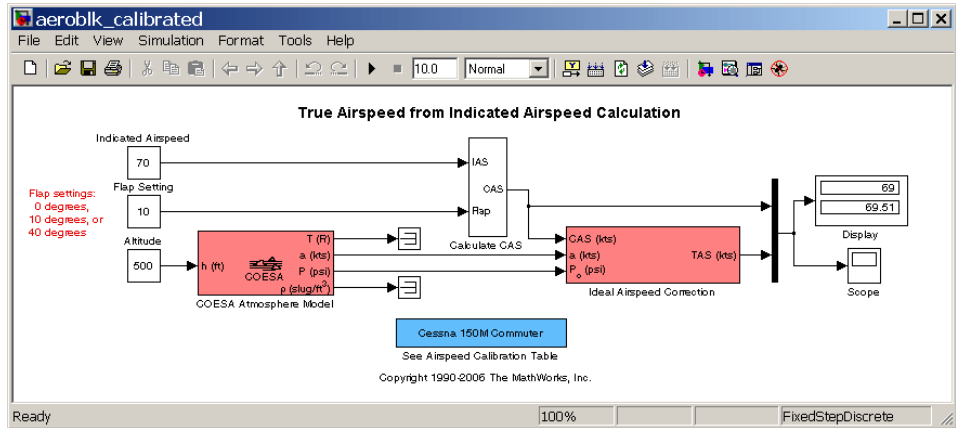 aeroblk_calibrated
File Edit View Simulation Format Tools Help
10.0 Normal
True Airspeed from Indicated Airspeed Calculation
Indicated Airspeed
70
Flap Setting
10
Flap settings:
0 degrees,
10 degrees, or
40 degrees
Altitude
500
h (ft)
COESA
T (R)
a (kts)
P (psi)
ρ (slug/ft³)
COESA Atmosphere Model
IAS
CAS
Flap
Calculate CAS
CAS (kts)
a (kts)
Pₒ (psi)
TAS (kts)
Ideal Airspeed Correction
69
69.51
Display
Scope
Cessna 150M Commuter
See Airspeed Calibration Table
Copyright 1990-2006 The MathWorks, Inc.
Ready 100% FixedStepDiscrete